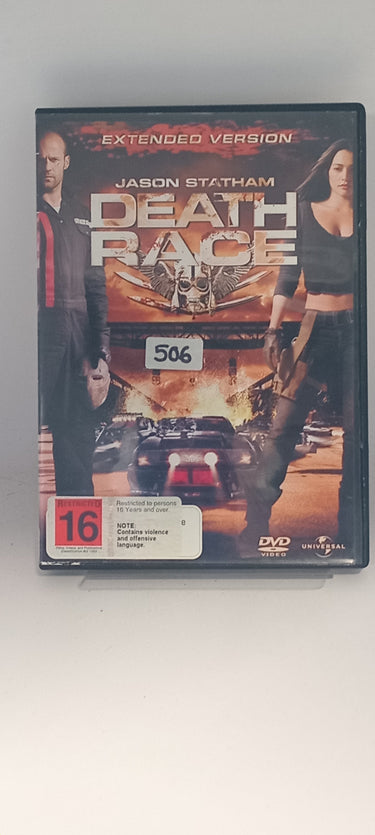 EXTENDED VERSION
JASON STATHAM
DEATH
RACE
506
RESTRICTED
16
Restricted to persons
16 Years and over.
NOTE:
8
Contains violence
and offensive
language.
DVD
VIDEO
UNIVERSAL